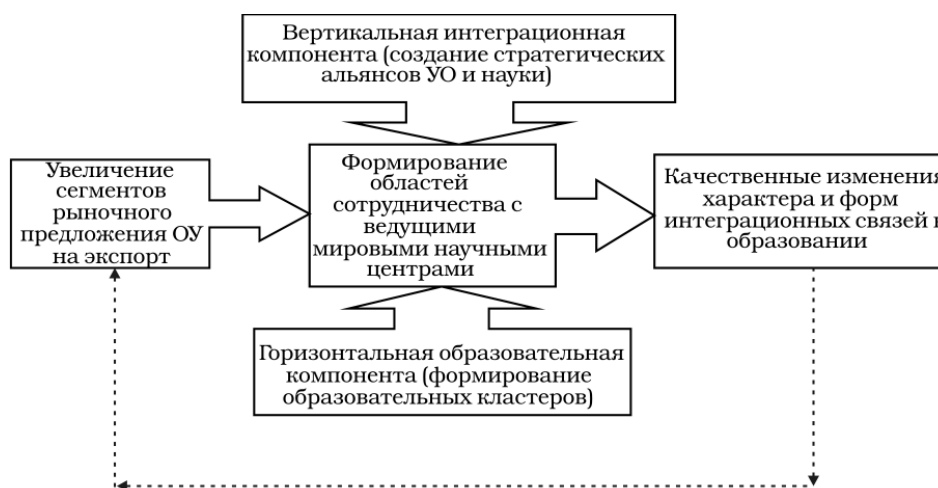 Вертикальная интеграционная
компонента (создание стратегических
альянсов УО и науки)
Увеличение
сегментов
рыночного
предложения ОУ
на экспорт
Формирование
областей
сотрудничества с
ведущими
мировыми научными
центрами
Качественные изменения
характера и форм
интеграционных связей в
образовании
Горизонтальная образовательная
компонента (формирование
образовательных кластеров)